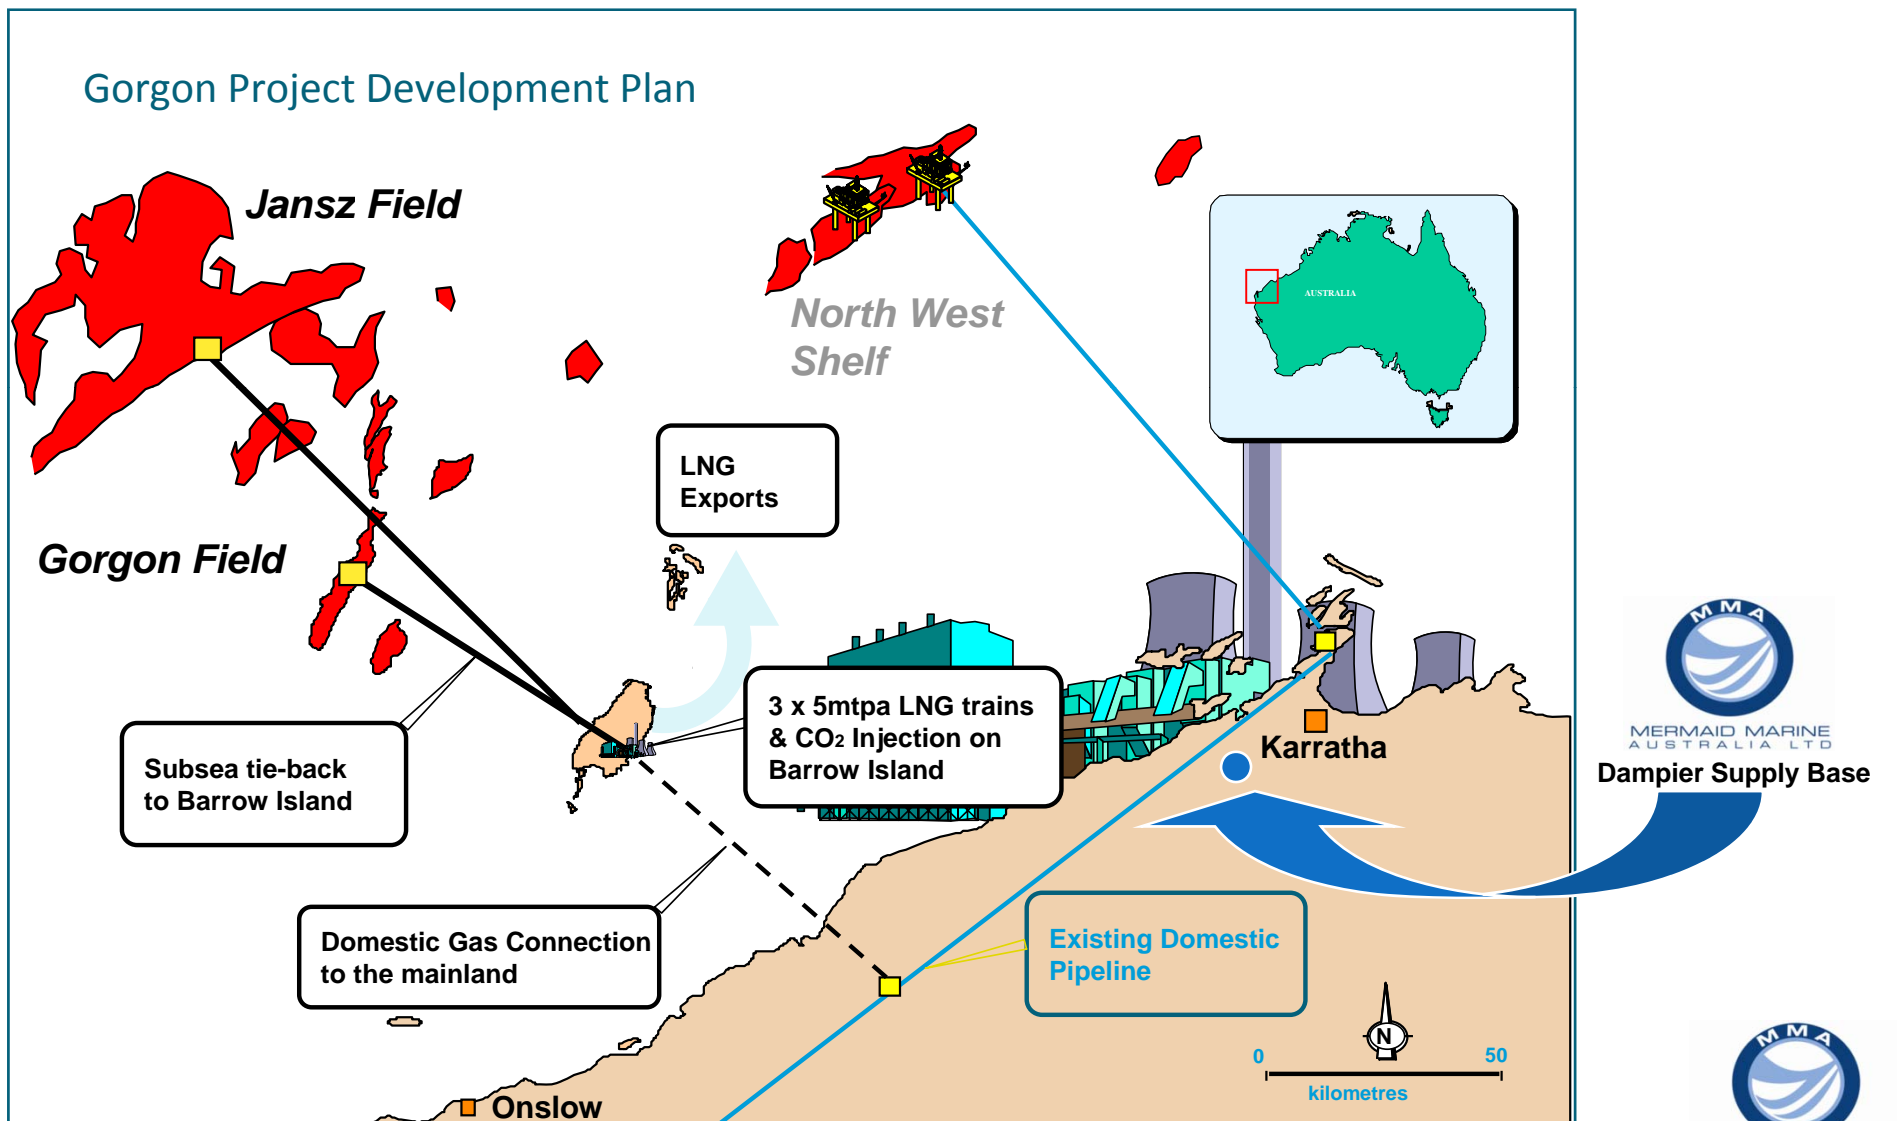 Gorgon Project Development Plan
Jansz Field
North West
Shelf
AUSTRALIA
LNG
Exports
Gorgon Field
3 x 5mtpa LNG trains
& CO2 Injection on
Barrow Island
Subsea tie-back
to Barrow Island
Karratha
MMA
MERMAID MARINE
AUSTRALIA LTD
Dampier Supply Base
Domestic Gas Connection
to the mainland
Existing Domestic
Pipeline
N
0 50
kilometres
Onslow
MMA